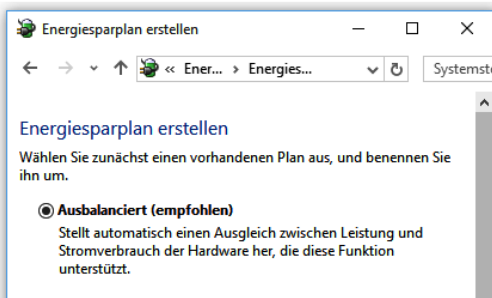 Energiesparplan erstellen
« Ener... › Energies...
Energiesparplan erstellen
Wählen Sie zunächst einen vorhandenen Plan aus, und benennen Sie
ihn um.
Ausbalanciert (empfohlen)
Stellt automatisch einen Ausgleich zwischen Leistung und
Stromverbrauch der Hardware her, die diese Funktion
unterstützt.